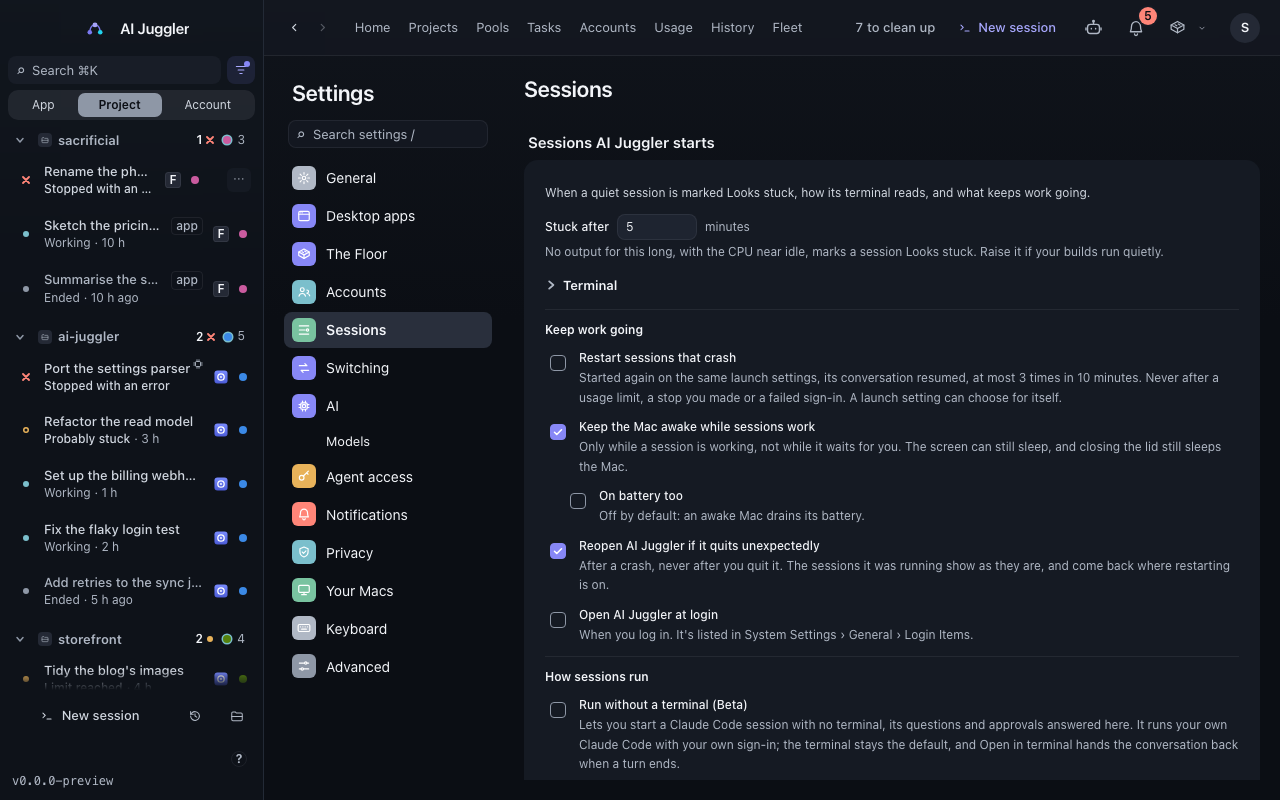 AI Juggler
Search ⌘K
App Project Account
sacrificial 1 3
Rename the ph... F
Stopped with an ...
Sketch the pricin... app F
Working · 10 h
Summarise the s... app F
Ended · 10 h ago
ai-juggler 2 5
Port the settings parser
Stopped with an error
Refactor the read model
Probably stuck · 3 h
Set up the billing webh...
Working · 1 h
Fix the flaky login test
Working · 2 h
Add retries to the sync j...
Ended · 5 h ago
storefront 2 4
Tidy the blog's images
Limit reached · 4 h
New session
?
v0.0.0-preview
Home Projects Pools Tasks Accounts Usage History Fleet 7 to clean up New session 5 S
Settings
Search settings /
General
Desktop apps
The Floor
Accounts
Sessions
Switching
AI
Models
Agent access
Notifications
Privacy
Your Macs
Keyboard
Advanced
Sessions
Sessions AI Juggler starts
When a quiet session is marked Looks stuck, how its terminal reads, and what keeps work going.
Stuck after 5 minutes
No output for this long, with the CPU near idle, marks a session Looks stuck. Raise it if your builds run quietly.
Terminal
Keep work going
Restart sessions that crash
Started again on the same launch settings, its conversation resumed, at most 3 times in 10 minutes. Never after a
usage limit, a stop you made or a failed sign-in. A launch setting can choose for itself.
Keep the Mac awake while sessions work
Only while a session is working, not while it waits for you. The screen can still sleep, and closing the lid still sleeps
the Mac.
On battery too
Off by default: an awake Mac drains its battery.
Reopen AI Juggler if it quits unexpectedly
After a crash, never after you quit it. The sessions it was running show as they are, and come back where restarting
is on.
Open AI Juggler at login
When you log in. It's listed in System Settings › General › Login Items.
How sessions run
Run without a terminal (Beta)
Lets you start a Claude Code session with no terminal, its questions and approvals answered here. It runs your own
Claude Code with your own sign-in; the terminal stays the default, and Open in terminal hands the conversation back
when a turn ends.